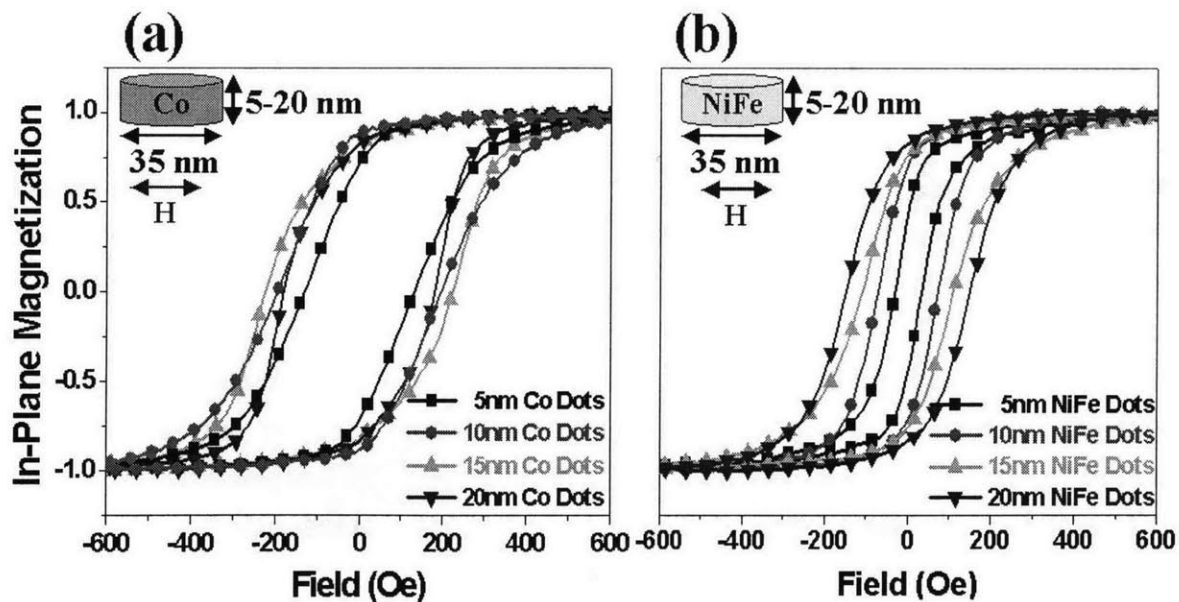 (a)
Co
5-20 nm
35 nm
H
In-Plane Magnetization
1.0
0.5
0.0
-0.5
-1.0
5nm Co Dots
10nm Co Dots
15nm Co Dots
20nm Co Dots
-600 -400 -200 0 200 400 600
Field (Oe)
(b)
NiFe
5-20 nm
35 nm
H
5nm NiFe Dots
10nm NiFe Dots
15nm NiFe Dots
20nm NiFe Dots
-600 -400 -200 0 200 400 600
Field (Oe)